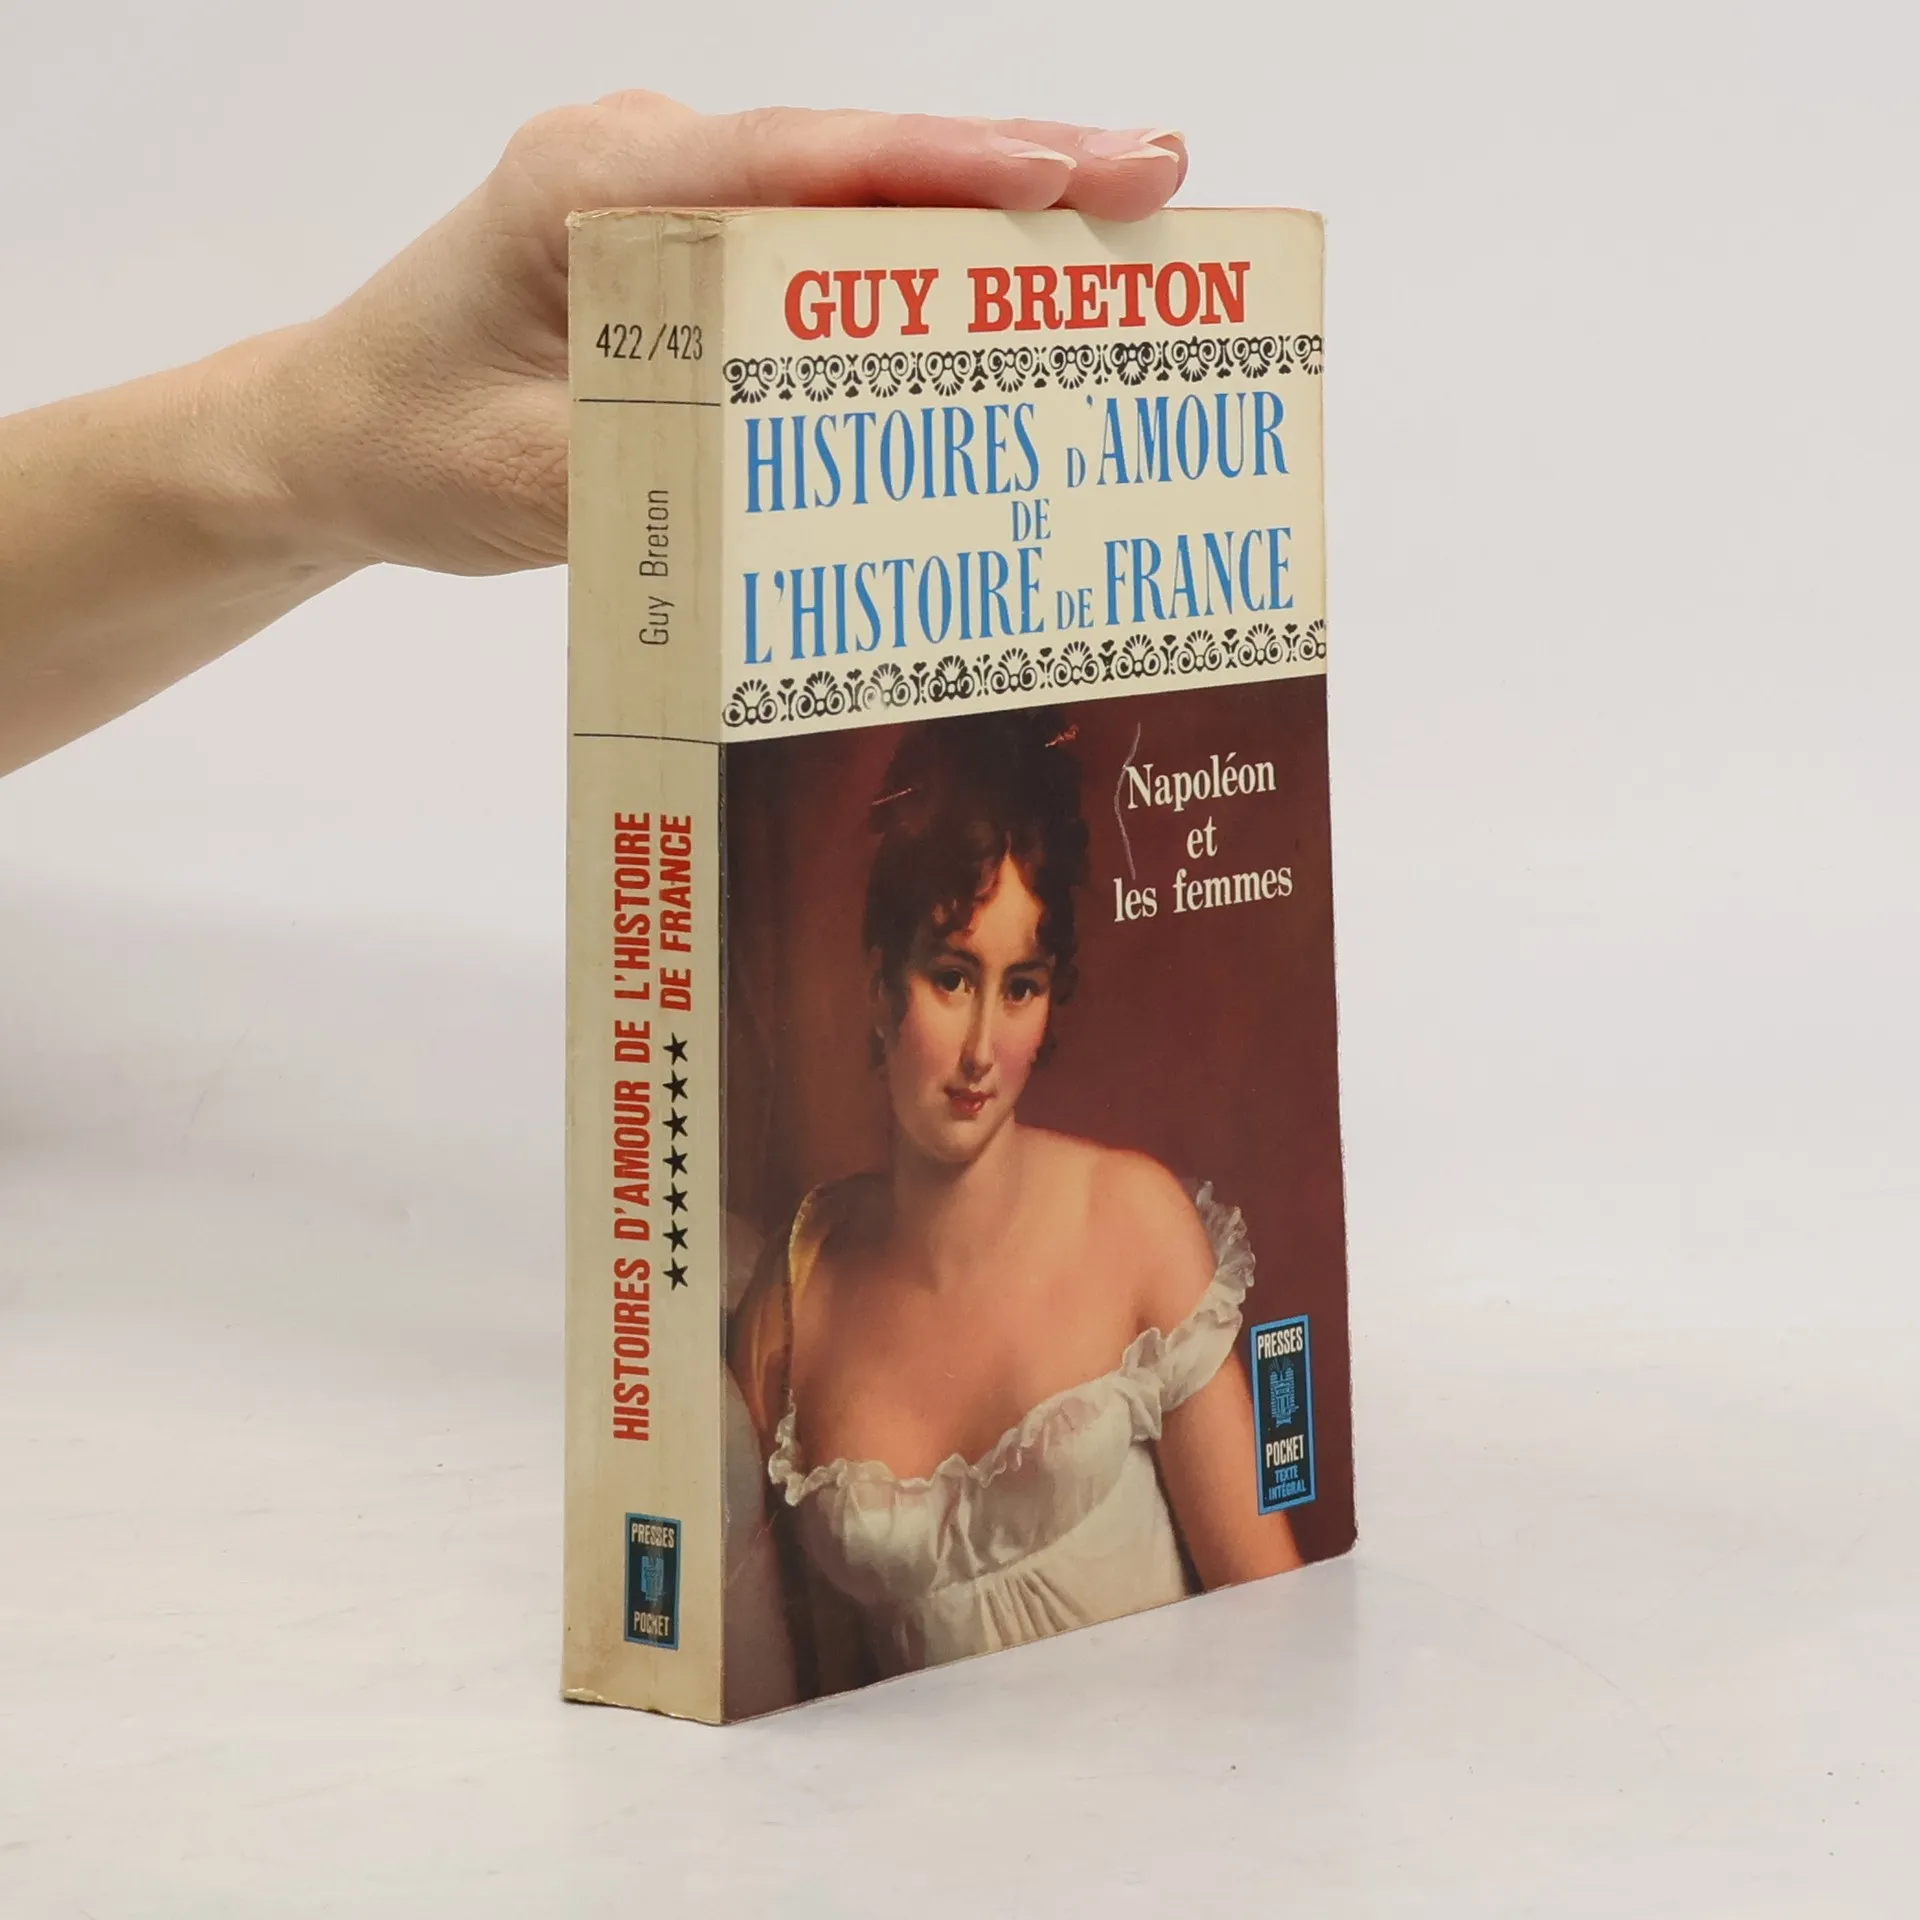 422/423
Guy Breton
HISTOIRES D'AMOUR DE L'HISTOIRE
★★★★★★★ DE FRANCE
PRESSES
POCKET
GUY BRETON
HISTOIRES D'AMOUR
DE
L'HISTOIRE DE FRANCE
Napoléon
et
les femmes
PRESSES
POCKET
TEXTE
INTÉGRAL